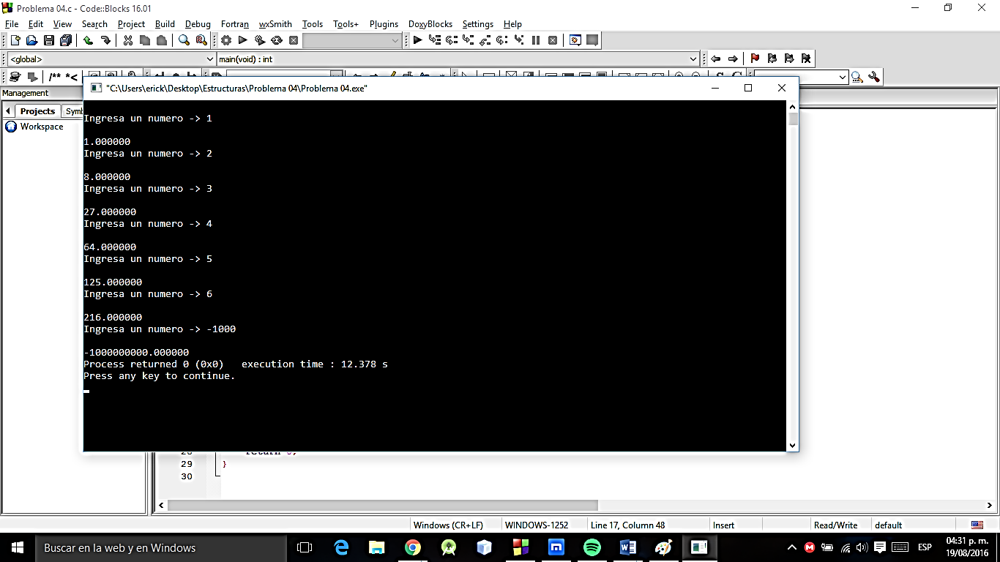 Problema 04.c - Code::Blocks 16.01
File Edit View Search Project Build Debug Fortran wxSmith Tools Tools+ Plugins DoxyBlocks Settings Help
<global> main(void) : int
/** *<
Management
"C:\Users\erick\Desktop\Estructuras\Problema 04\Problema 04.exe"
Projects Symb
Workspace
Ingresa un numero -> 1
1.000000
Ingresa un numero -> 2
8.000000
Ingresa un numero -> 3
27.000000
Ingresa un numero -> 4
64.000000
Ingresa un numero -> 5
125.000000
Ingresa un numero -> 6
216.000000
Ingresa un numero -> -1000
-1000000000.000000
Process returned 0 (0x0) execution time : 12.378 s
Press any key to continue.
29 }
30
Windows (CR+LF) WINDOWS-1252 Line 17, Column 48 Insert Read/Write default
Buscar en la web y en Windows
ESP
04:31 p. m.
19/08/2016